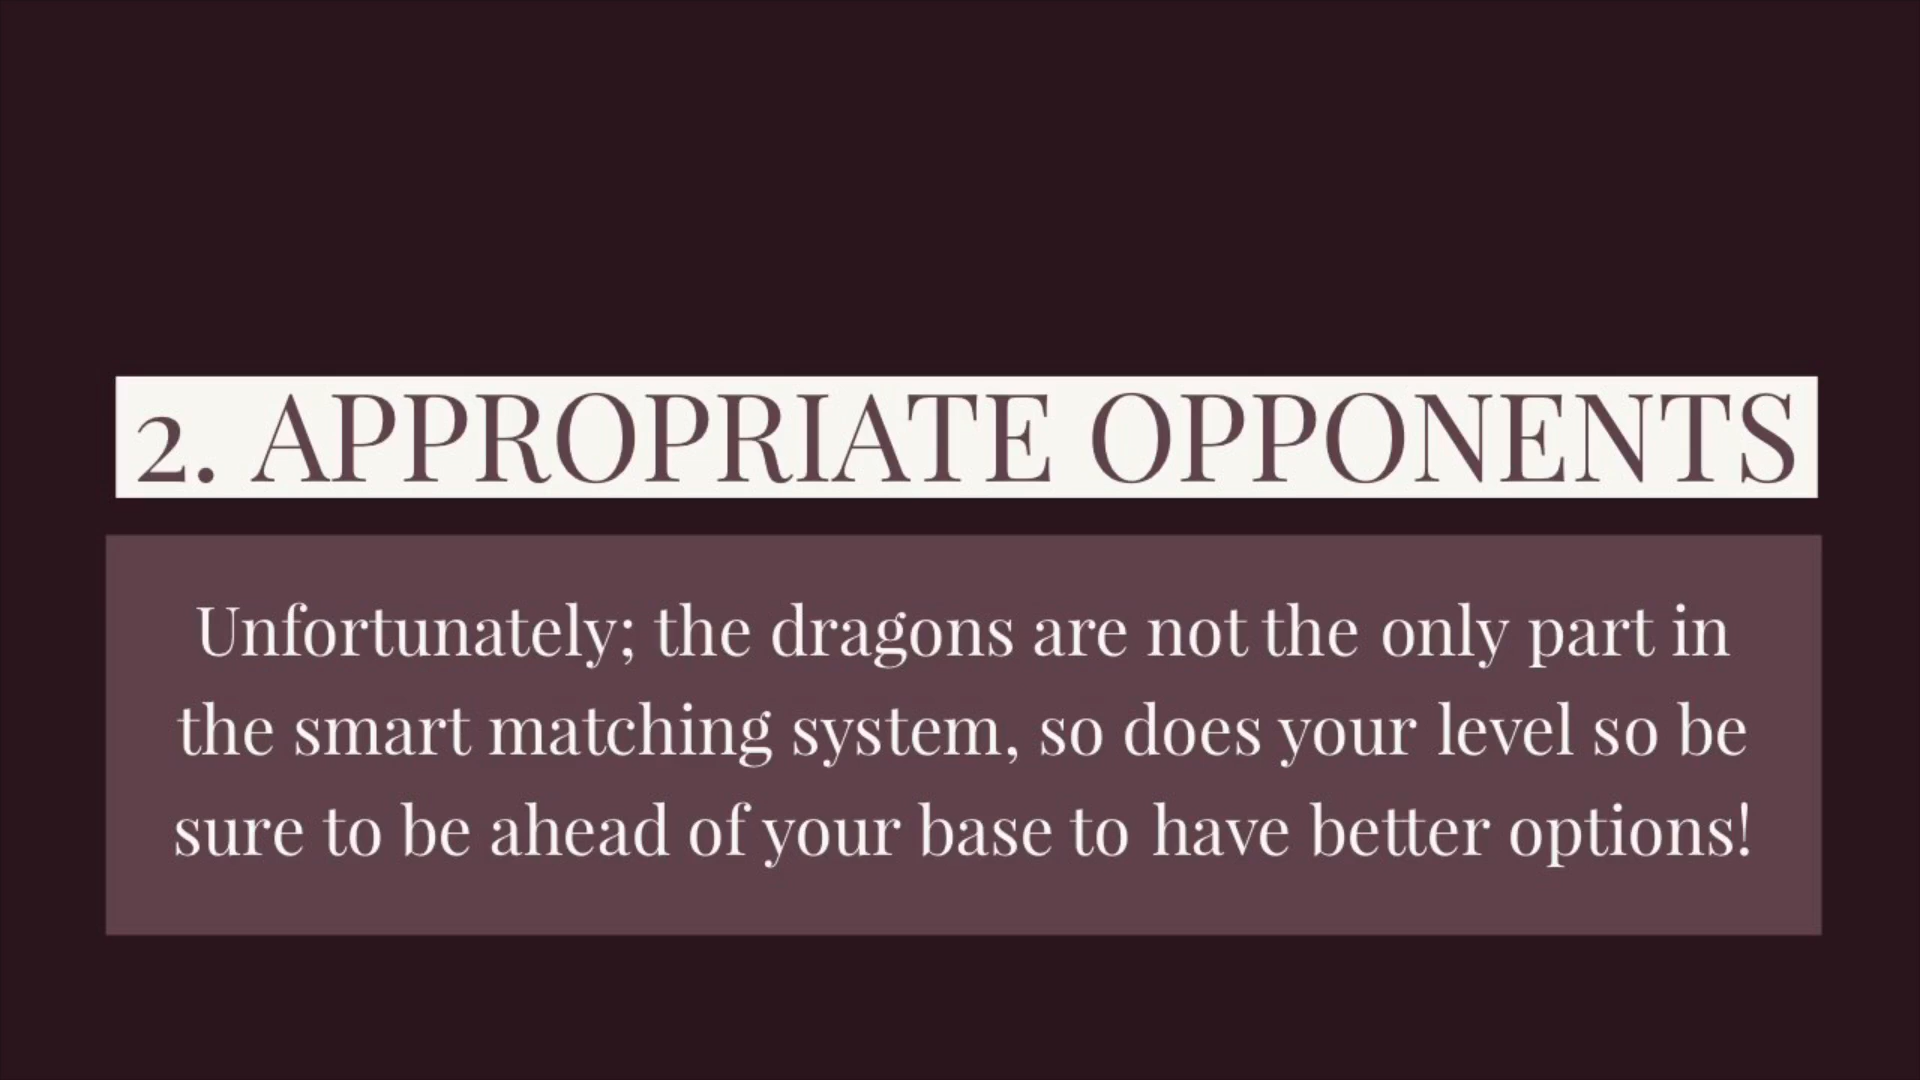 2. APPROPRIATE OPPONENTS
Unfortunately; the dragons are not the only part in
the smart matching system, so does your level so be
sure to be ahead of your base to have better options!